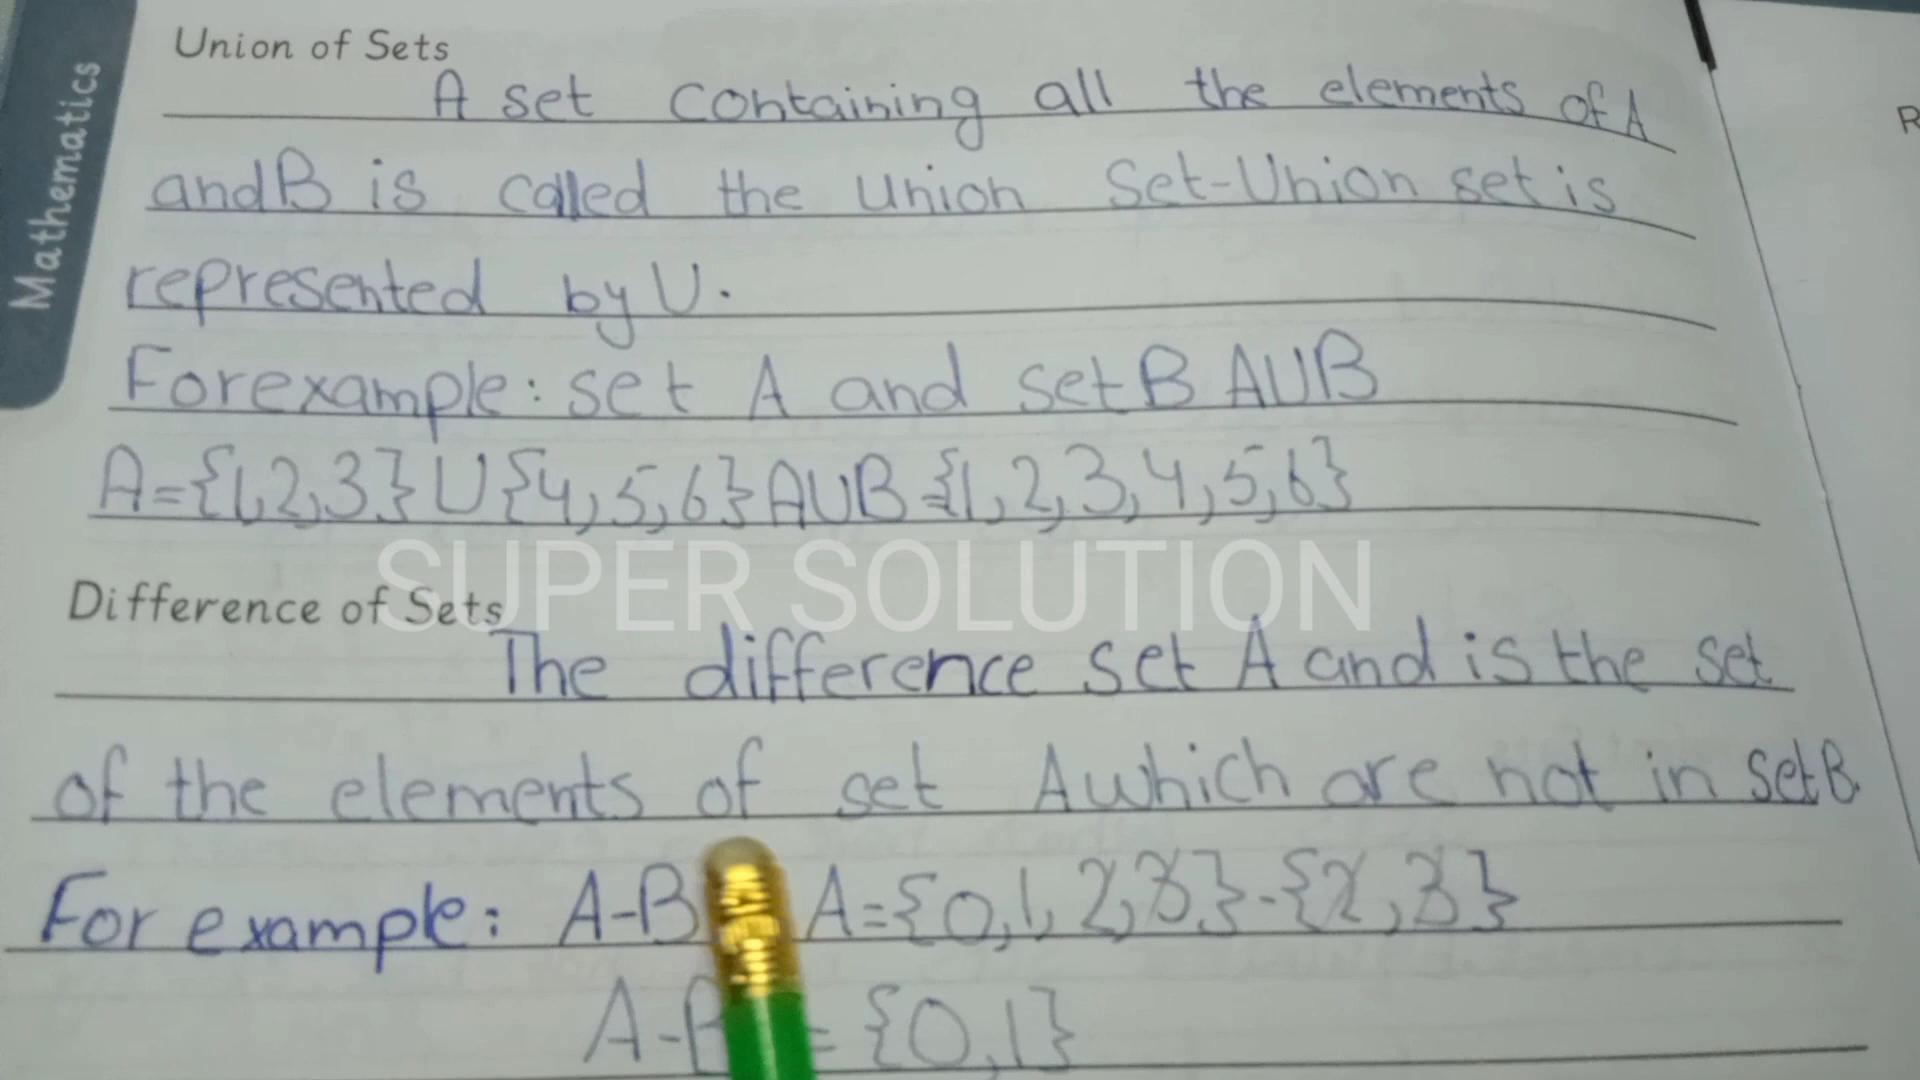 Mathematics
Union of Sets
A set containing all the elements of A
and B is called the union Set-Union set is
represented by U.
For example: set A and set B AUB
A={1,2,3}U{4,5,6}AUB={1,2,3,4,5,6}
SUPER SOLUTION
Difference of Sets
The difference set A and is the set
of the elements of set A which are not in set B.
For example: A-B A={0,1,2,3}-{2,3}
A-B = {0,1}
R